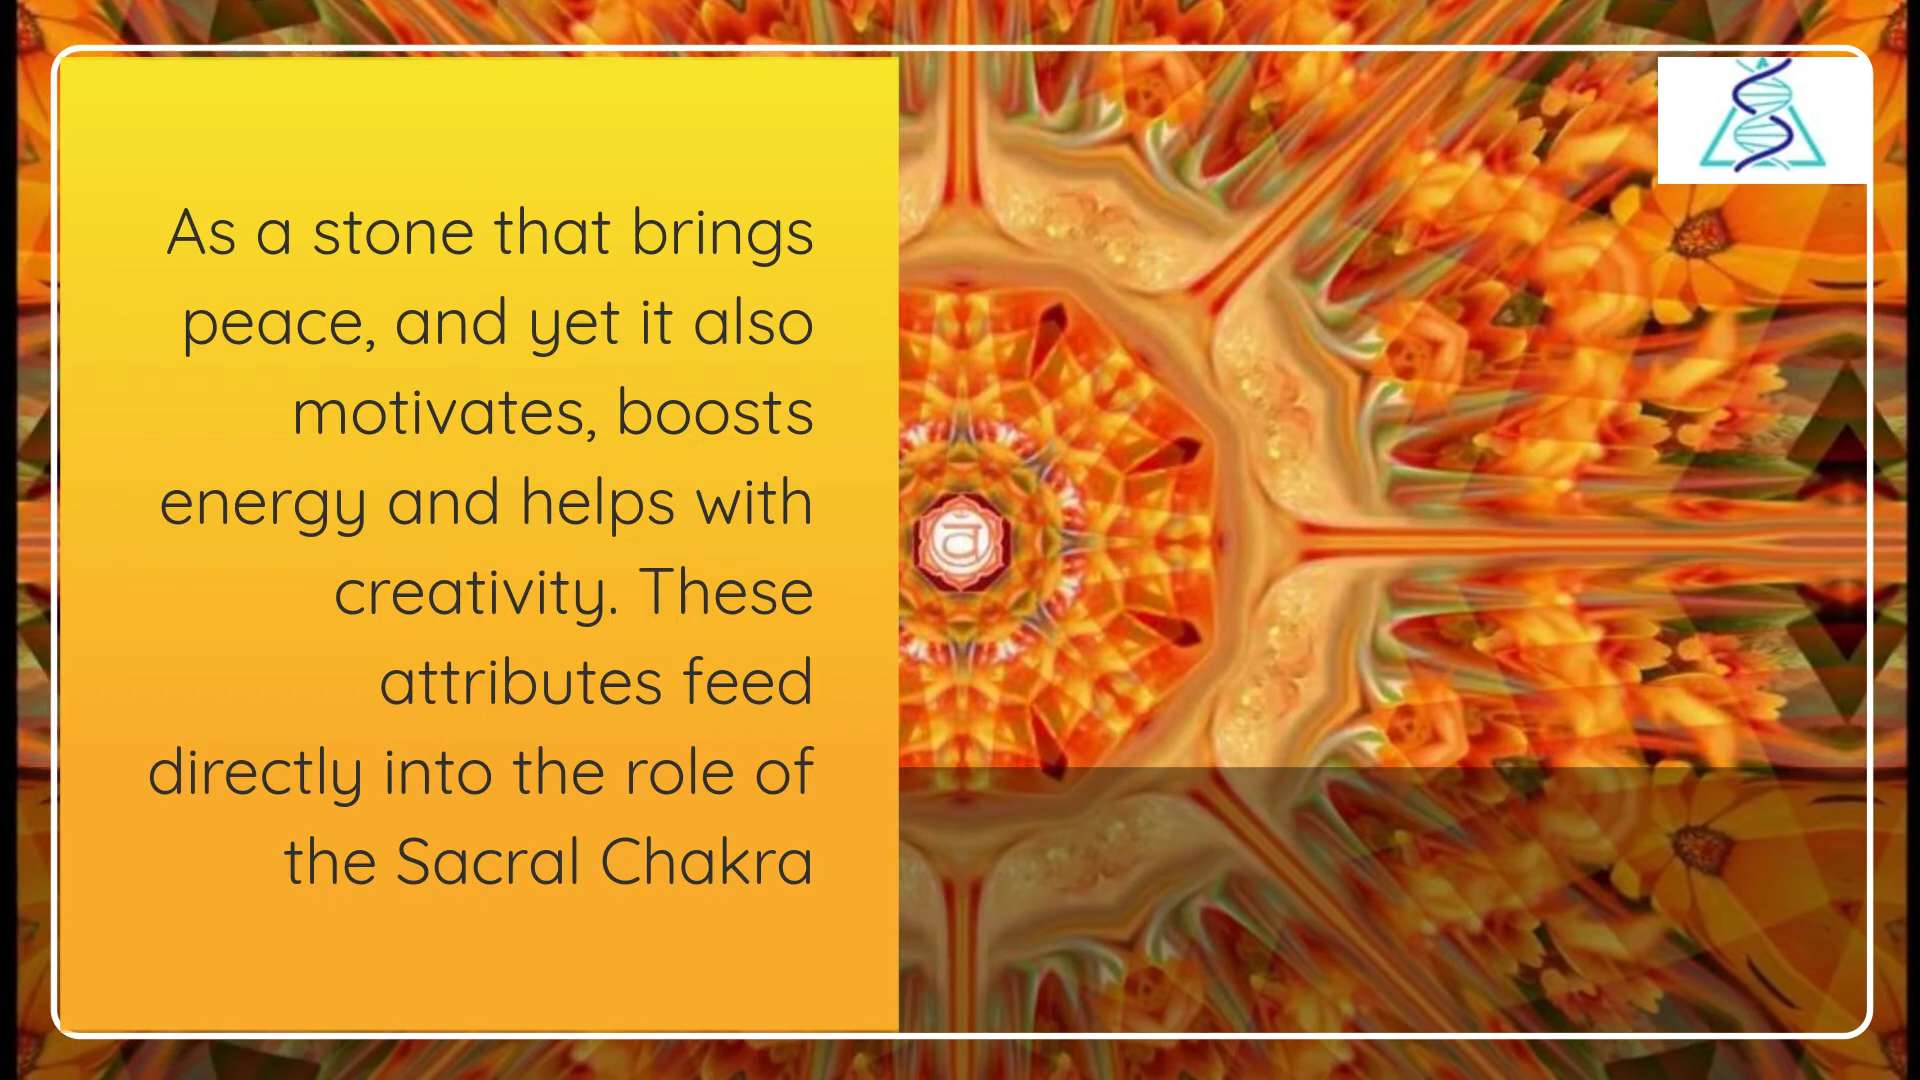 As a stone that brings
peace, and yet it also
motivates, boosts
energy and helps with
creativity. These
attributes feed
directly into the role of
the Sacral Chakra
वं